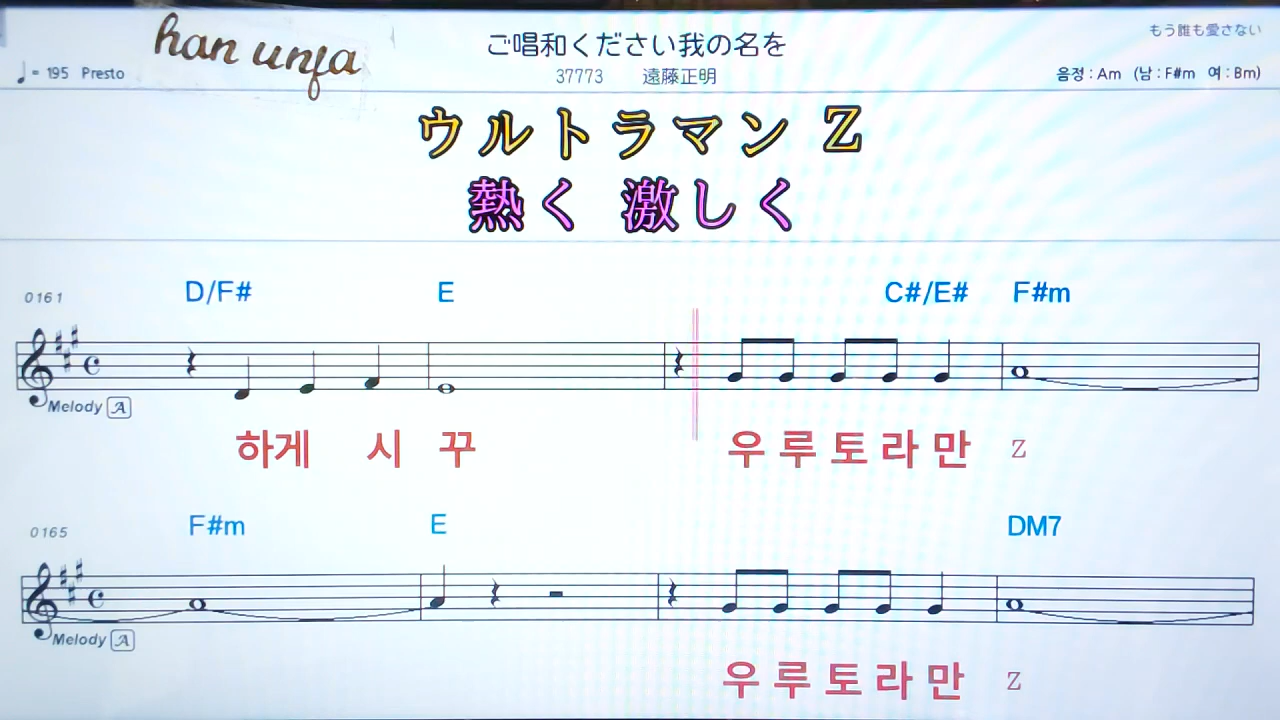 han unfa
ご唱和ください我の名を
もう誰も愛さない
♩= 195 Presto
37773 遠藤正明
음정 : Am (남 : F#m 여 : Bm)
ウルトラマン Z
熱く 激しく
0161
D/F# E C#/E# F#m
Melody A
하게 시 꾸 우루토라만 Z
0165
F#m E DM7
Melody A
우루토라만 Z